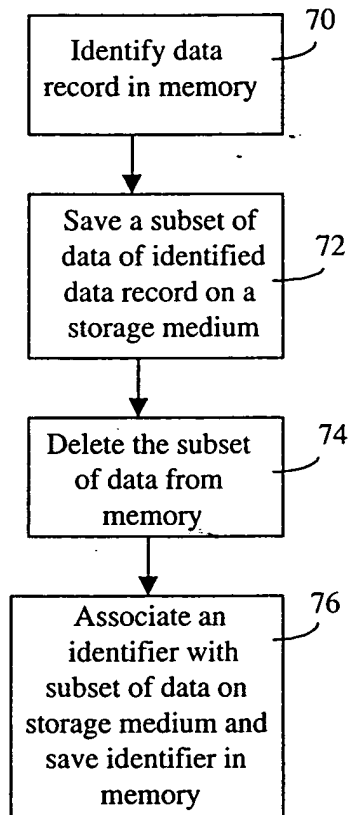 Identify data
record in memory
70
Save a subset of
data of identified
data record on a
storage medium
72
Delete the subset
of data from
memory
74
Associate an
identifier with
subset of data on
storage medium and
save identifier in
memory
76